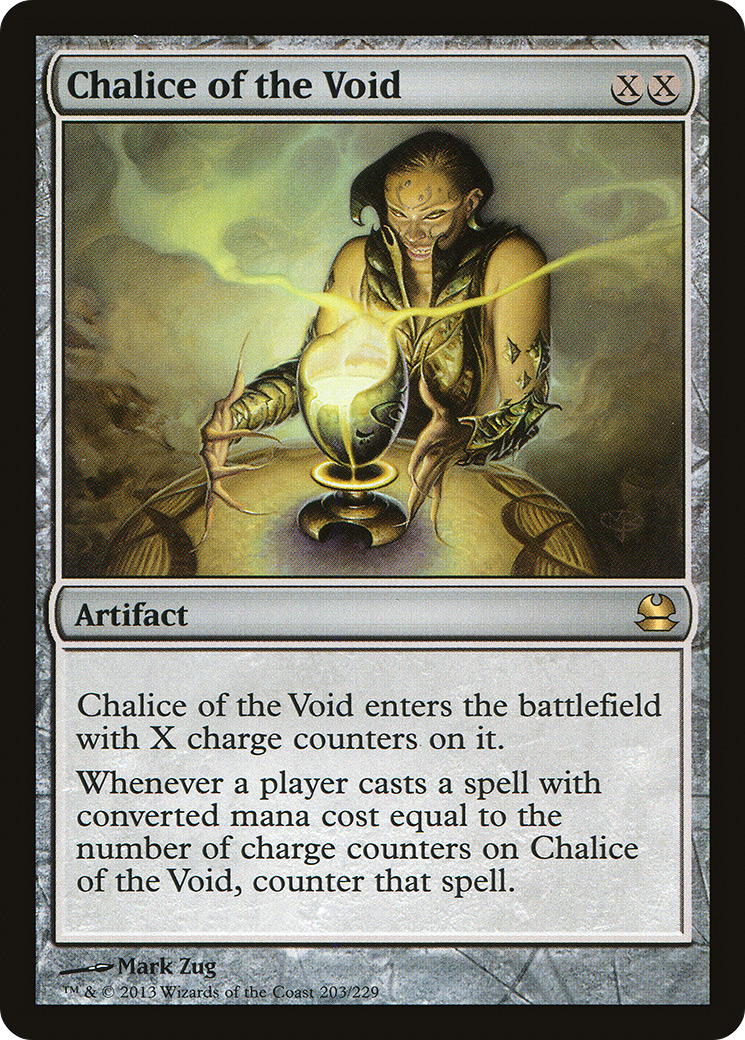 Chalice of the Void XX
Artifact
Chalice of the Void enters the battlefield
with X charge counters on it.
Whenever a player casts a spell with
converted mana cost equal to the
number of charge counters on Chalice
of the Void, counter that spell.
Mark Zug
™ & © 2013 Wizards of the Coast 203/229